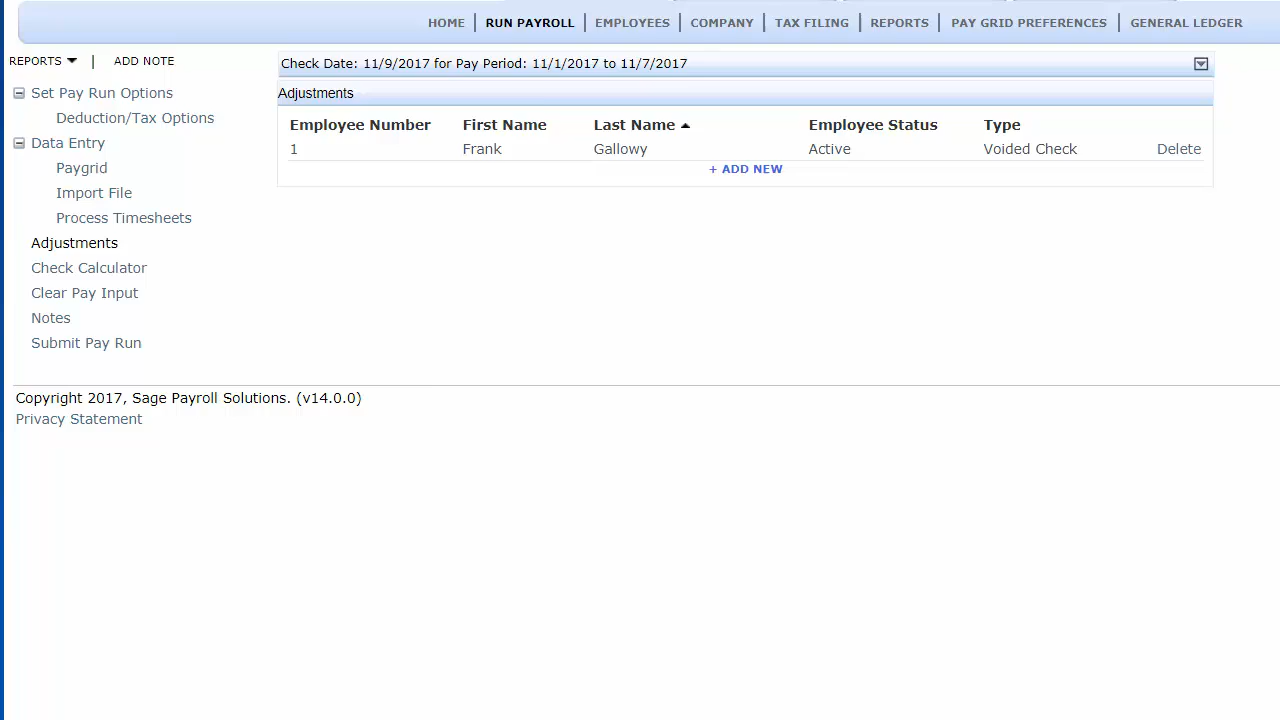 HOME | RUN PAYROLL | EMPLOYEES | COMPANY | TAX FILING | REPORTS | PAY GRID PREFERENCES | GENERAL LEDGER
REPORTS | ADD NOTE
Set Pay Run Options
Deduction/Tax Options
Data Entry
Paygrid
Import File
Process Timesheets
Adjustments
Check Calculator
Clear Pay Input
Notes
Submit Pay Run
Check Date: 11/9/2017 for Pay Period: 11/1/2017 to 11/7/2017
Adjustments
Employee Number First Name Last Name Employee Status Type
1 Frank Gallowy Active Voided Check Delete
+ ADD NEW
Copyright 2017, Sage Payroll Solutions. (v14.0.0)
Privacy Statement